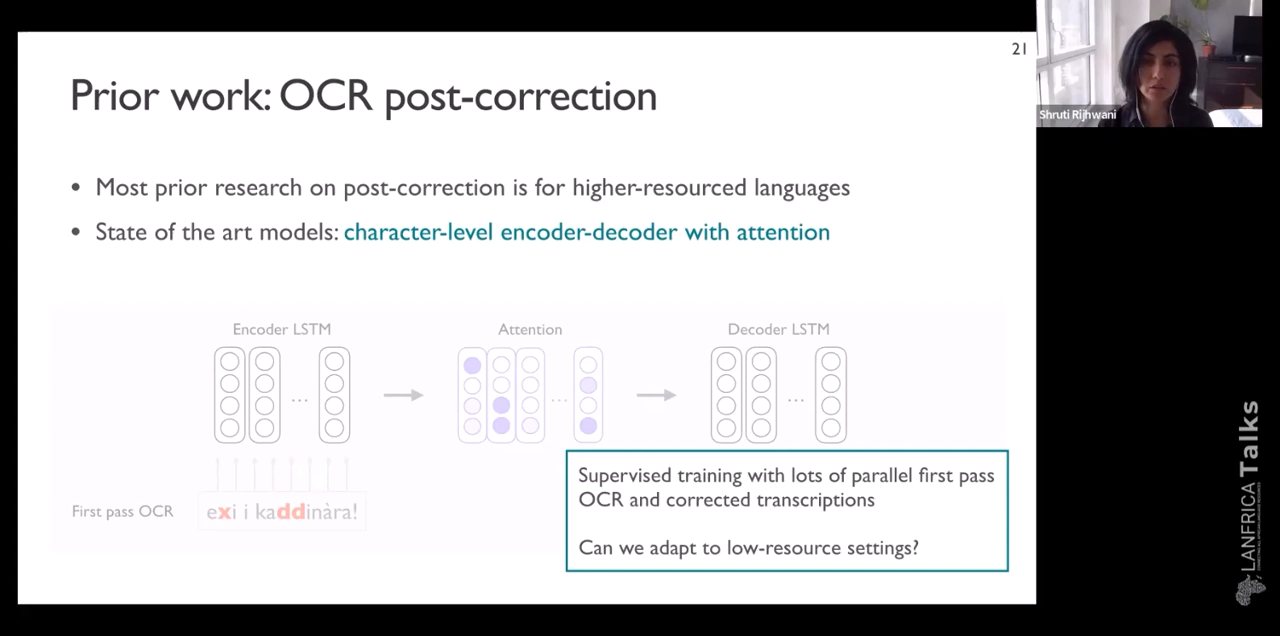 21
Shruti Rijhwani
Prior work: OCR post-correction
• Most prior research on post-correction is for higher-resourced languages
• State of the art models: character-level encoder-decoder with attention
Encoder LSTM
Attention
Decoder LSTM
...
...
...
First pass OCR
exi i kaddinàra!
Supervised training with lots of parallel first pass
OCR and corrected transcriptions
Can we adapt to low-resource settings?
LANFRICA Talks